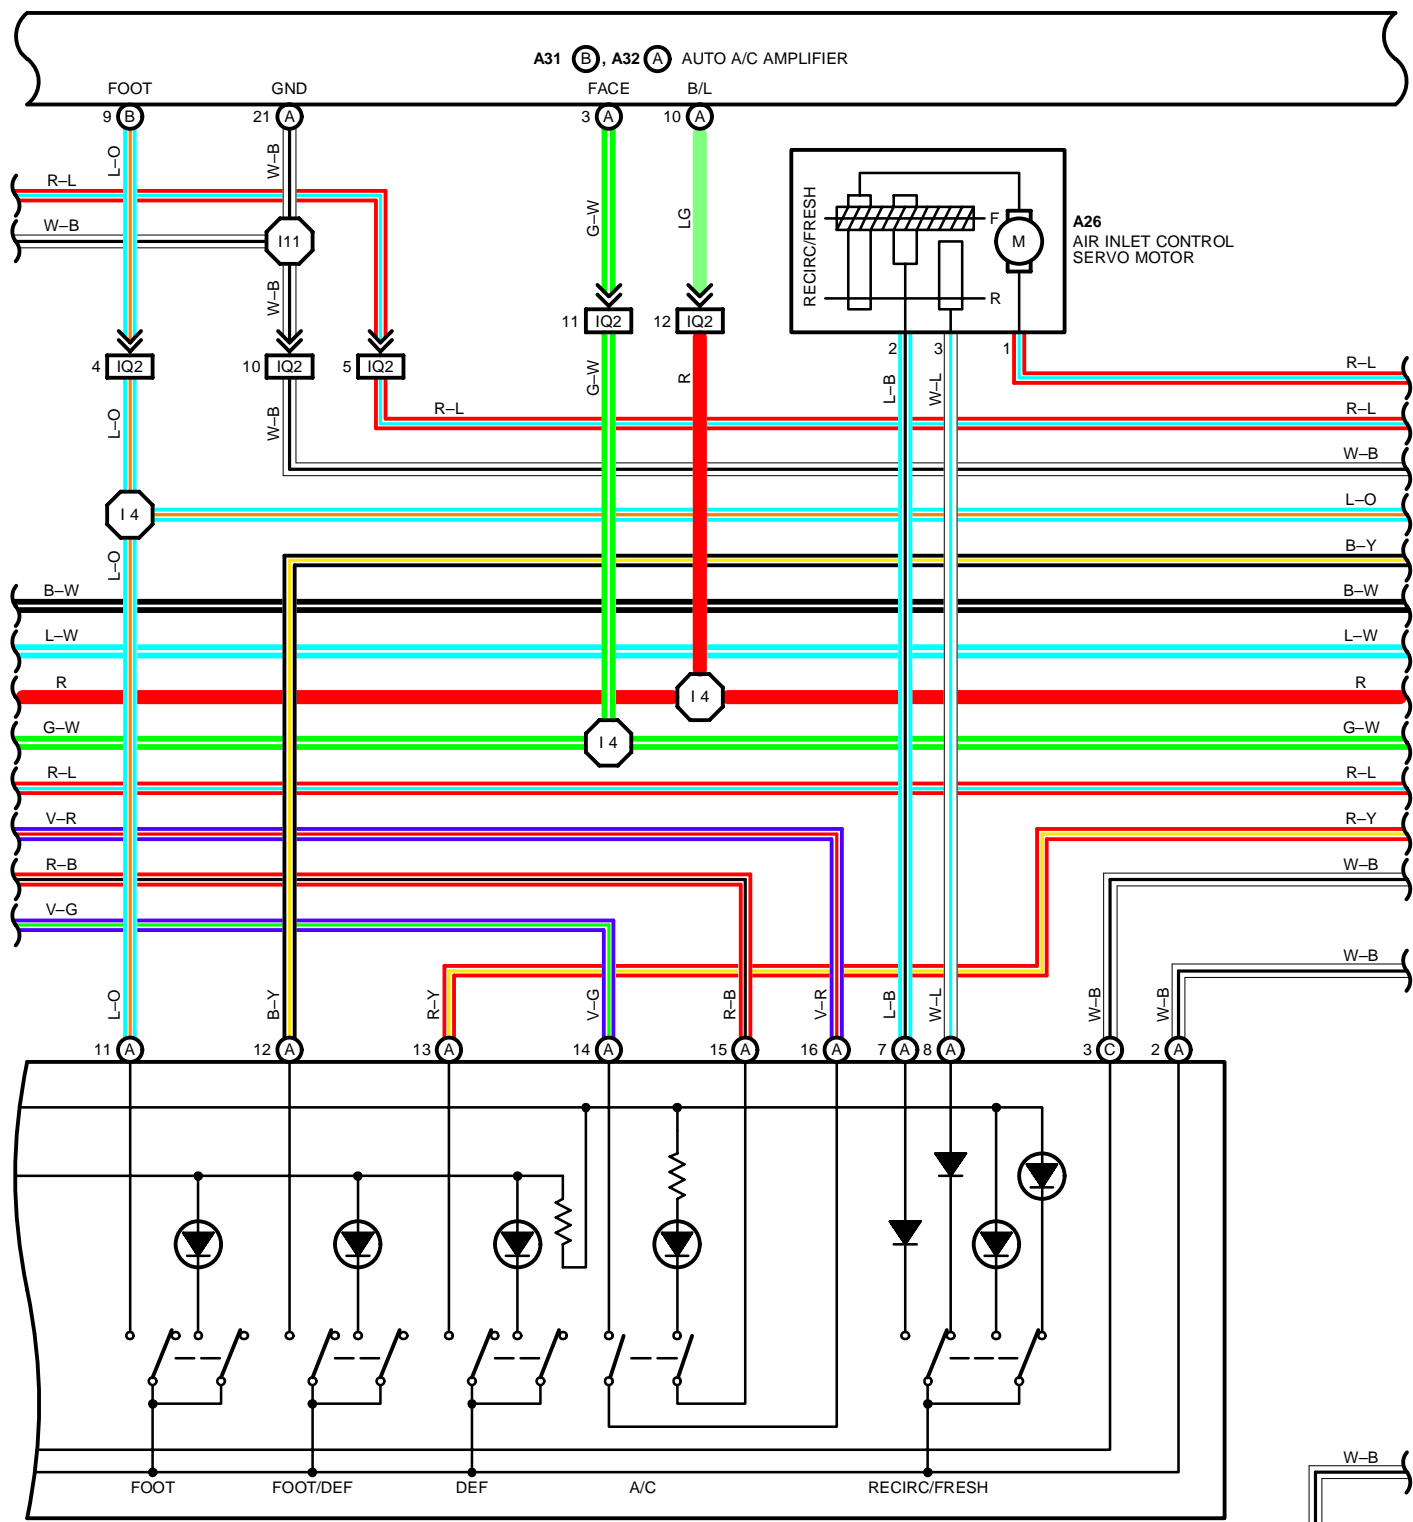 A31 B , A32 A AUTO A/C AMPLIFIER
FOOT GND FACE B/L
9 B 21 A 3 A 10 A
L–O
W–B
G–W
LG
R–L
W–B
I11
W–B
RECIRC/FRESH
F
M
R
A26
AIR INLET CONTROL
SERVO MOTOR
11 IQ2 12 IQ2
2 3 1
4 IQ2 10 IQ2 5 IQ2
L–O
W–B
G–W
R
L–B
W–L
R–L
R–L
R–L
W–B
I 4
L–O
L–O
B–Y
B–W B–W
L–W L–W
R I 4 R
G–W I 4 G–W
R–L R–L
V–R R–Y
R–B W–B
V–G
W–B
L–O
B–Y
R–Y
V–G
R–B
V–R
L–B
W–L
W–B
W–B
11 A 12 A 13 A 14 A 15 A 16 A 7 A 8 A 3 C 2 A
W–B
FOOT FOOT/DEF DEF A/C RECIRC/FRESH